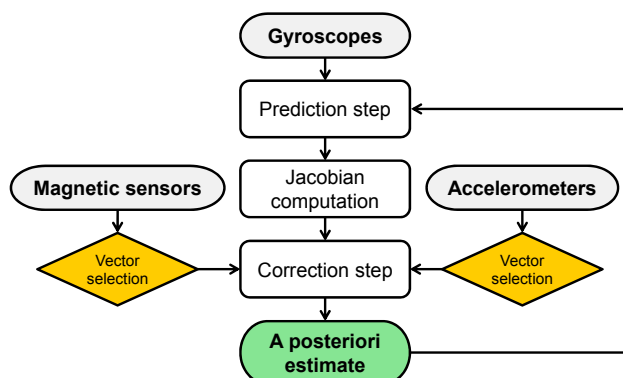 Gyroscopes
Prediction step
Magnetic sensors
Jacobian
computation
Accelerometers
Vector
selection
Correction step
Vector
selection
A posteriori
estimate